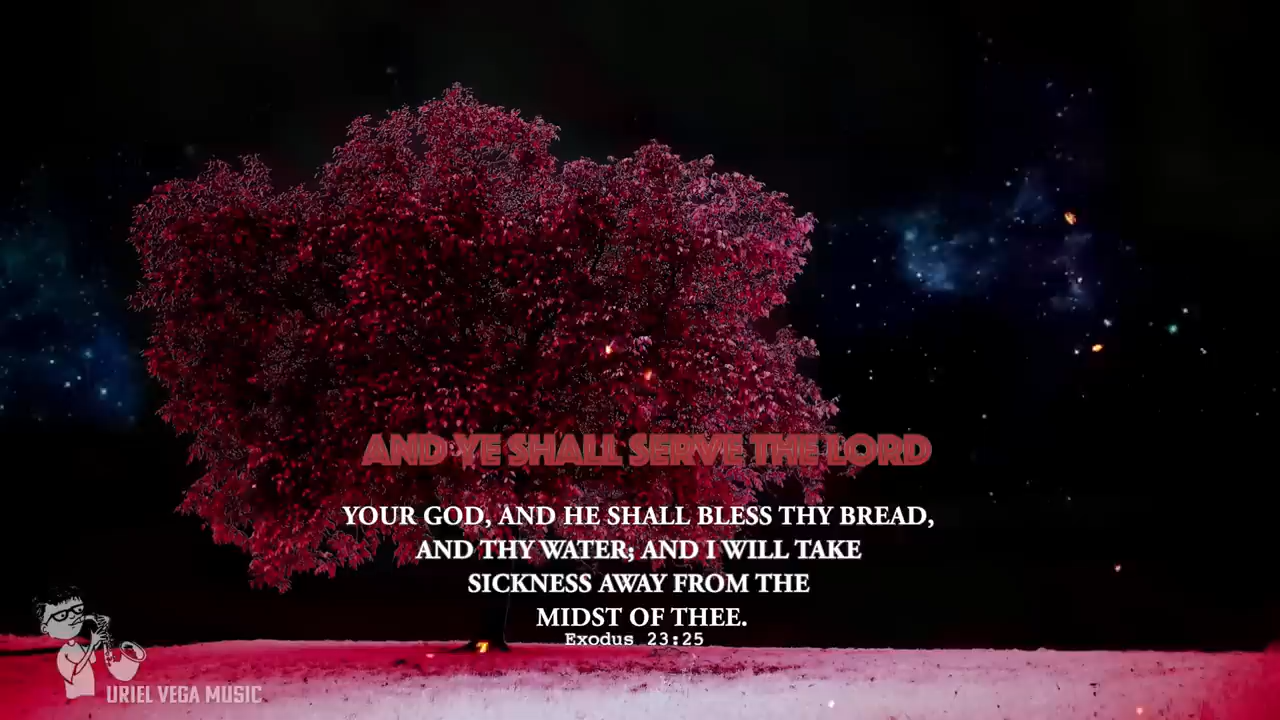 AND YE SHALL SERVE THE LORD
YOUR GOD, AND HE SHALL BLESS THY BREAD,
AND THY WATER; AND I WILL TAKE
SICKNESS AWAY FROM THE
MIDST OF THEE.
Exodus 23:25
URIEL VEGA MUSIC